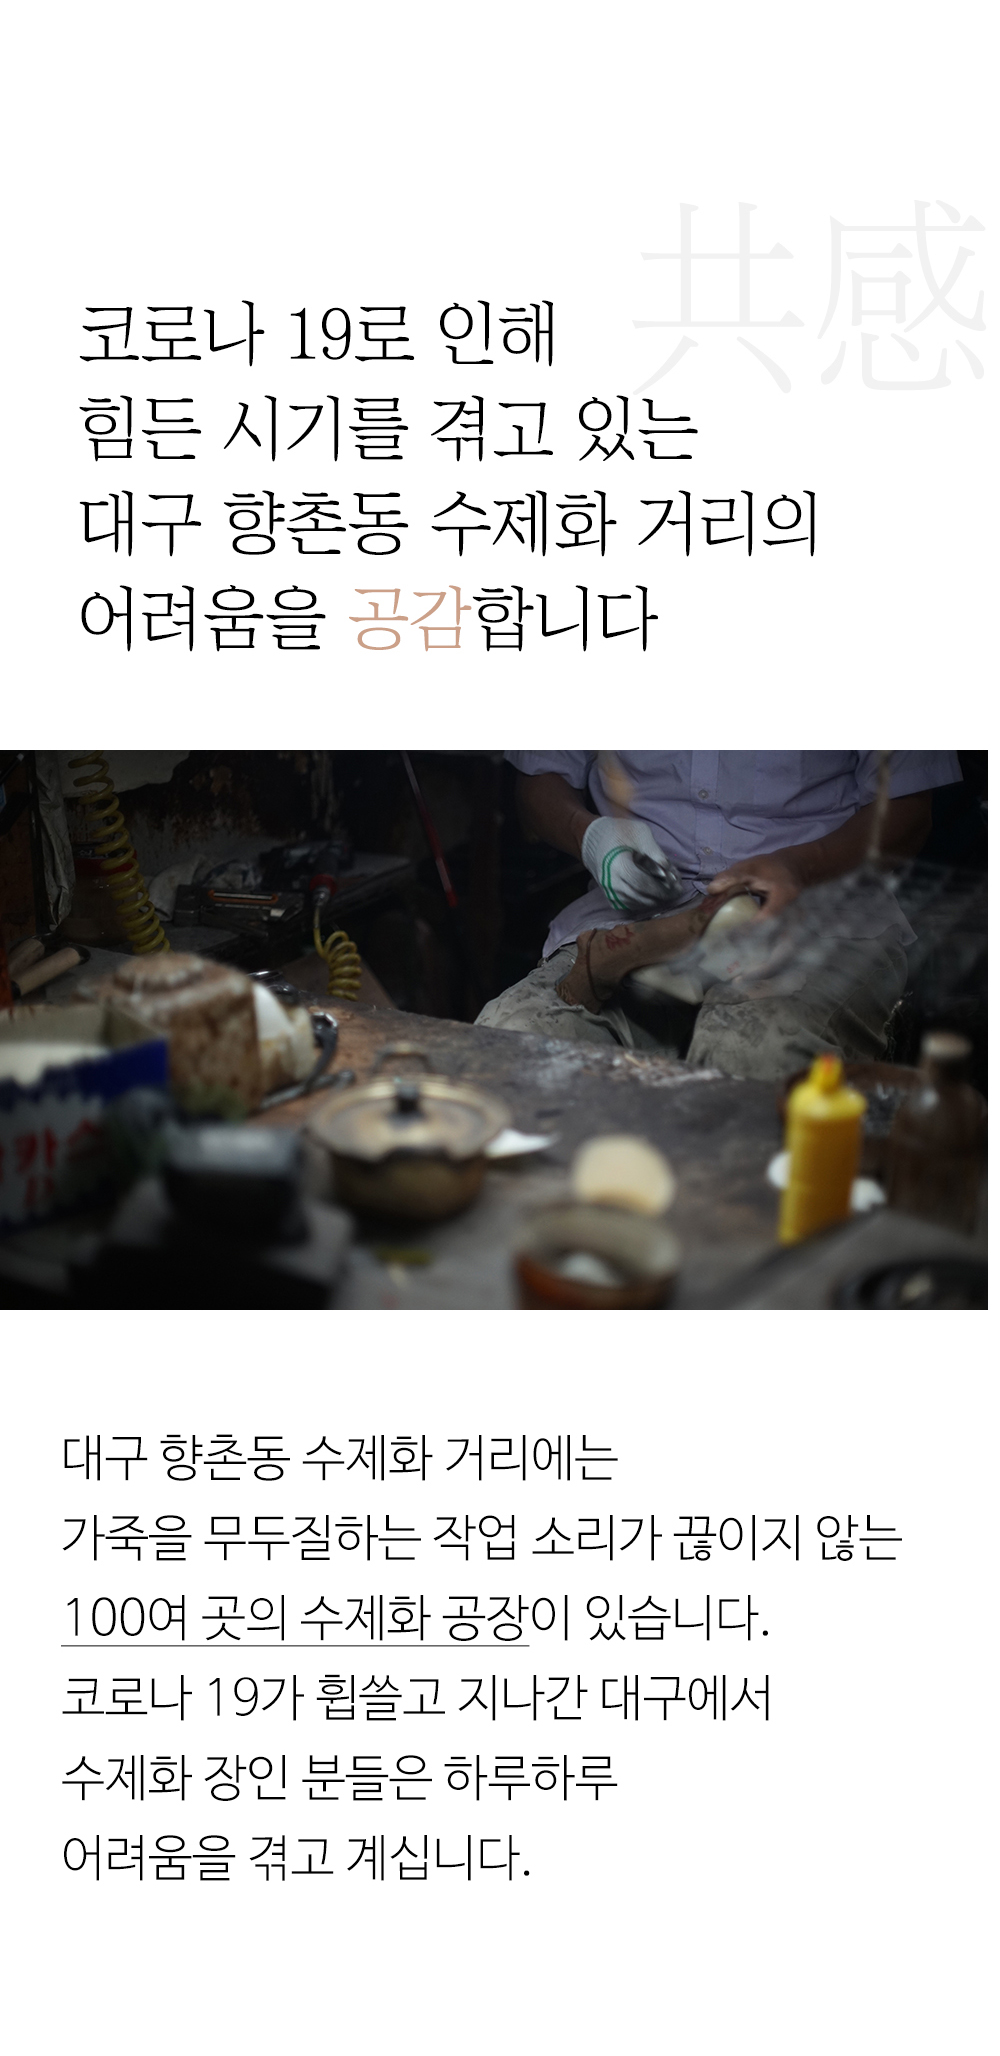 共感
코로나 19로 인해
힘든 시기를 겪고 있는
대구 향촌동 수제화 거리의
어려움을 공감합니다
대구 향촌동 수제화 거리에는
가죽을 무두질하는 작업 소리가 끊이지 않는
100여 곳의 수제화 공장이 있습니다.
코로나 19가 휩쓸고 지나간 대구에서
수제화 장인 분들은 하루하루
어려움을 겪고 계십니다.